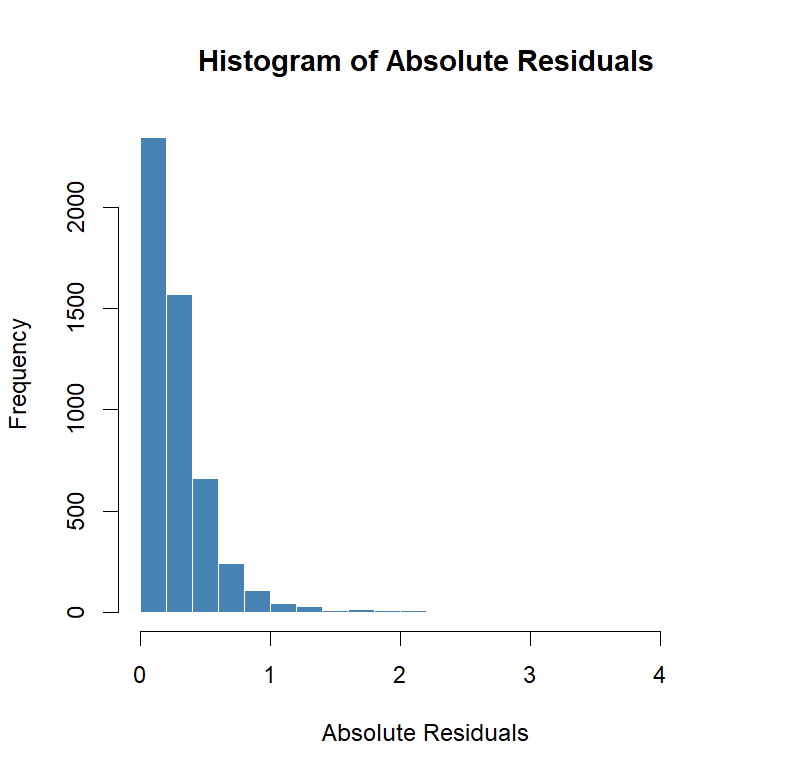 Histogram of Absolute Residuals
Frequency
2000
1500
1000
500
0
0 1 2 3 4
Absolute Residuals